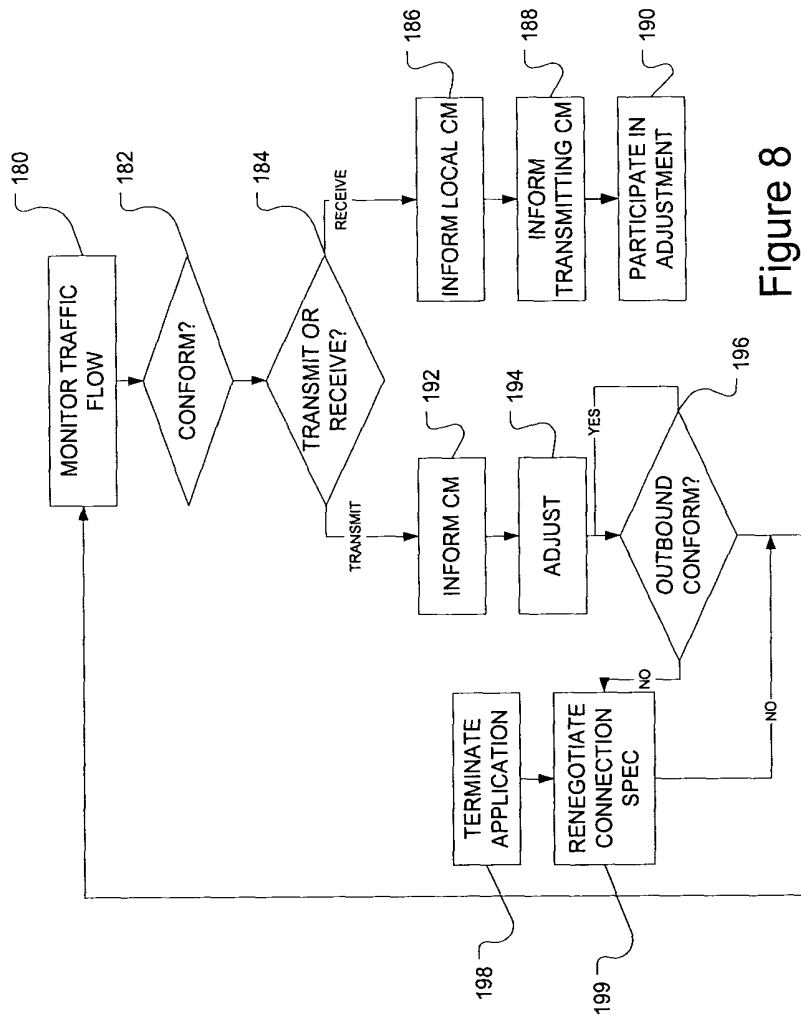 180
MONITOR TRAFFIC
FLOW
182
CONFORM?
184
TRANSMIT OR
RECEIVE?
RECEIVE
TRANSMIT
186
INFORM LOCAL CM
188
INFORM
TRANSMITTING CM
190
PARTICIPATE IN
ADJUSTMENT
192
INFORM CM
194
ADJUST
YES
196
OUTBOUND
CONFORM?
NO
NO
TERMINATE
APPLICATION
198
RENEGOTIATE
CONNECTION
SPEC
199
Figure 8